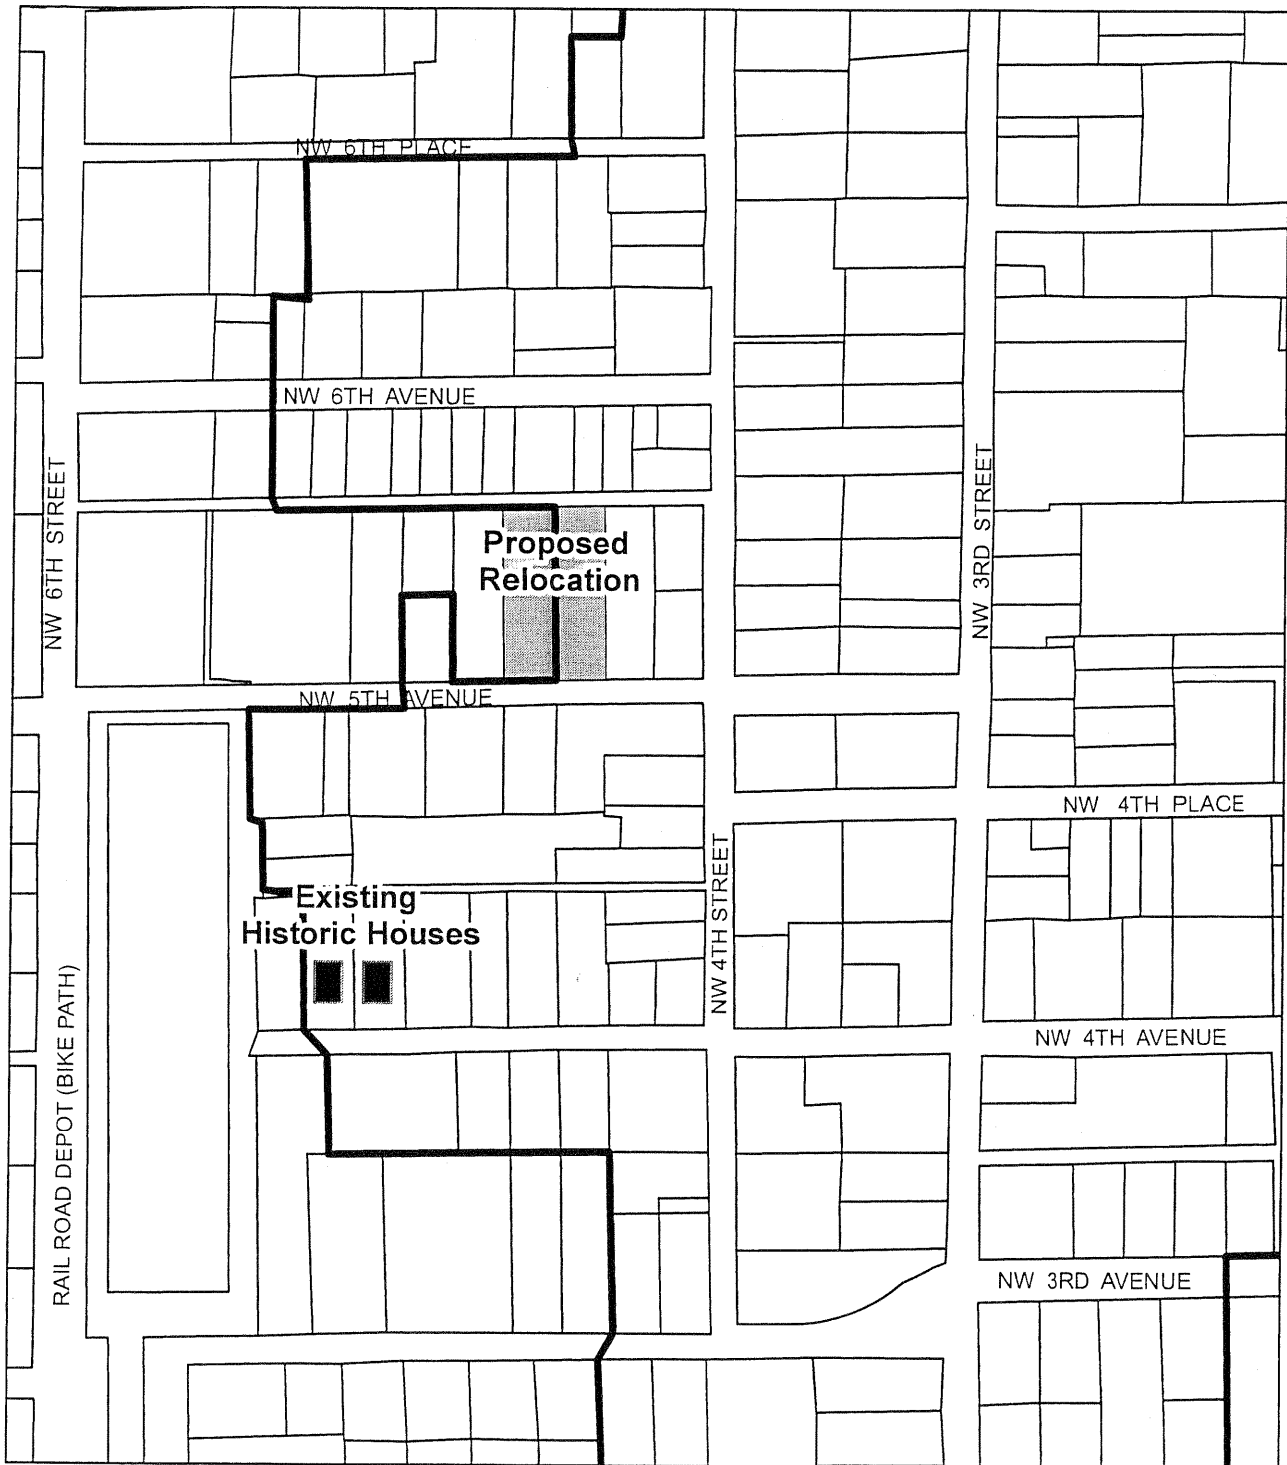 NW 6TH PLACE
NW 6TH AVENUE
NW 6TH STREET
NW 3RD STREET
Proposed
Relocation
NW 5TH AVENUE
NW 4TH PLACE
NW 4TH STREET
Existing
Historic Houses
NW 4TH AVENUE
RAIL ROAD DEPOT (BIKE PATH)
NW 3RD AVENUE